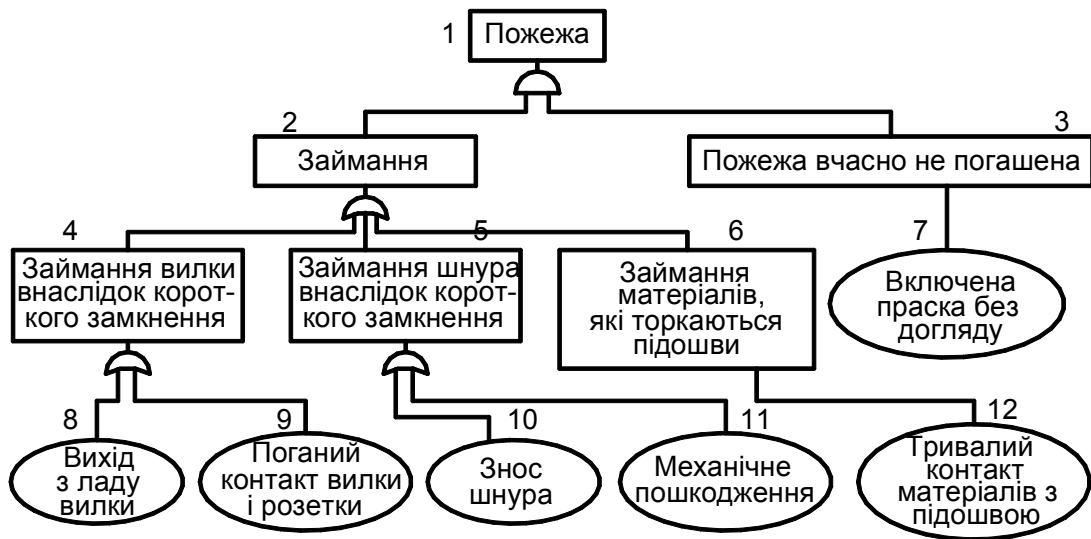 1
Пожежа
2
Займання
3
Пожежа вчасно не погашена
4
Займання вилки
внаслідок корот-
кого замкнення
5
Займання шнура
внаслідок корот-
кого замкнення
6
Займання
матеріалів,
які торкаються
підошви
7
Включена
праска без
догляду
8
Вихід
з ладу
вилки
9
Поганий
контакт вилки
і розетки
10
Знос
шнура
11
Механічне
пошкодження
12
Тривалий
контакт
матеріалів з
підошвою